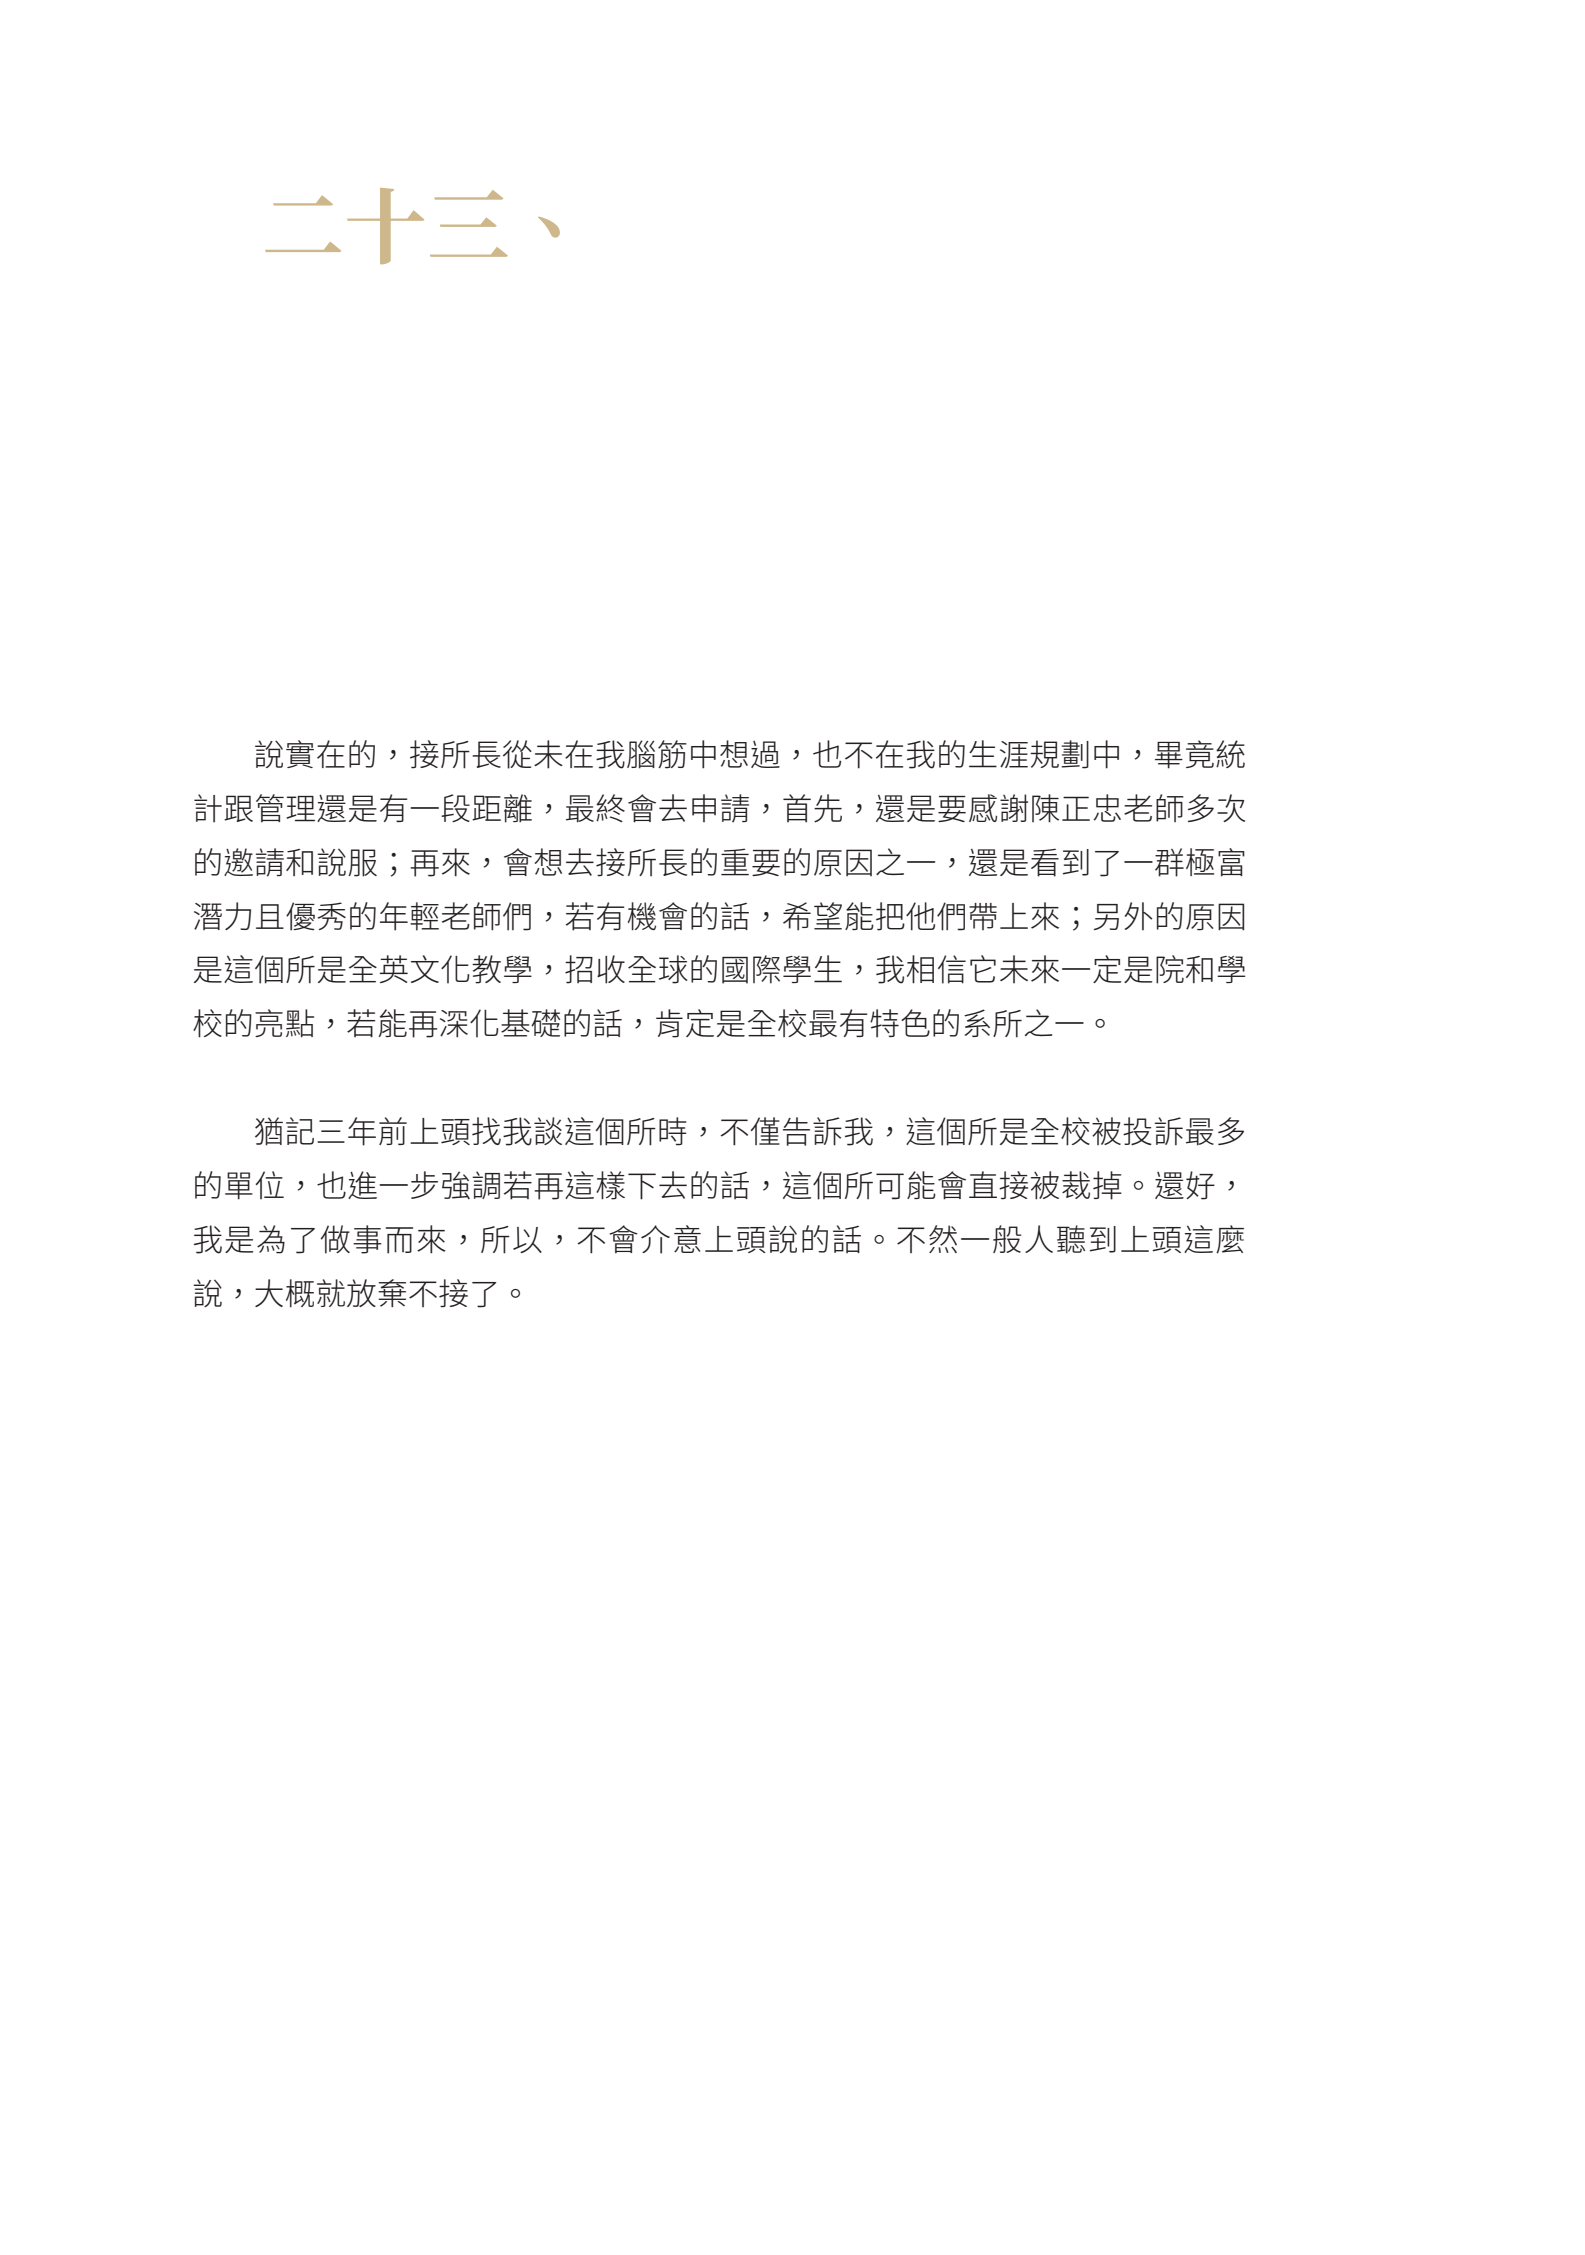 二十三、
說實在的，接所長從未在我腦筋中想過，也不在我的生涯規劃中，畢竟統
計跟管理還是有一段距離，最終會去申請，首先，還是要感謝陳正忠老師多次
的邀請和說服；再來，會想去接所長的重要的原因之一，還是看到了一群極富
潛力且優秀的年輕老師們，若有機會的話，希望能把他們帶上來；另外的原因
是這個所是全英文化教學，招收全球的國際學生，我相信它未來一定是院和學
校的亮點，若能再深化基礎的話，肯定是全校最有特色的系所之一。
猶記三年前上頭找我談這個所時，不僅告訴我，這個所是全校被投訴最多
的單位，也進一步強調若再這樣下去的話，這個所可能會直接被裁掉。還好，
我是為了做事而來，所以，不會介意上頭說的話。不然一般人聽到上頭這麼
說，大概就放棄不接了。